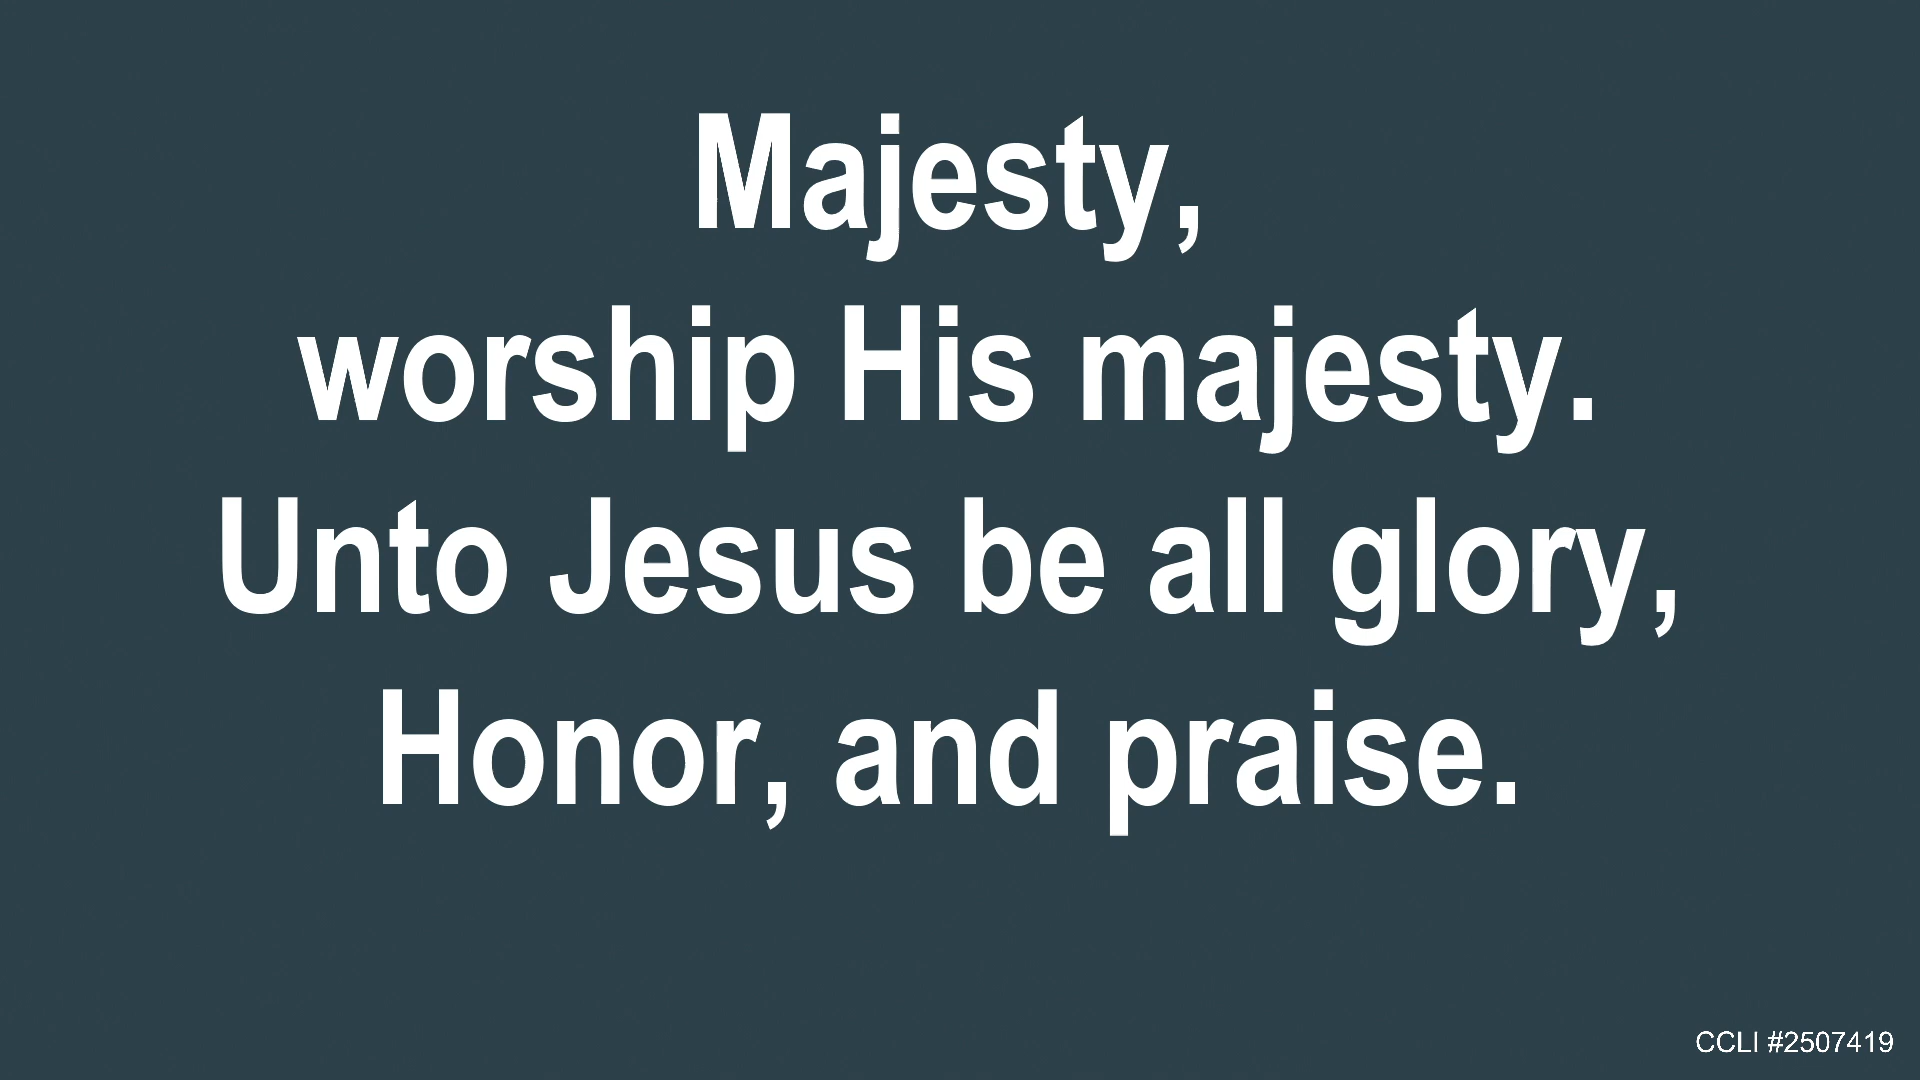 Majesty,
worship His majesty.
Unto Jesus be all glory,
Honor, and praise.
CCLI #2507419